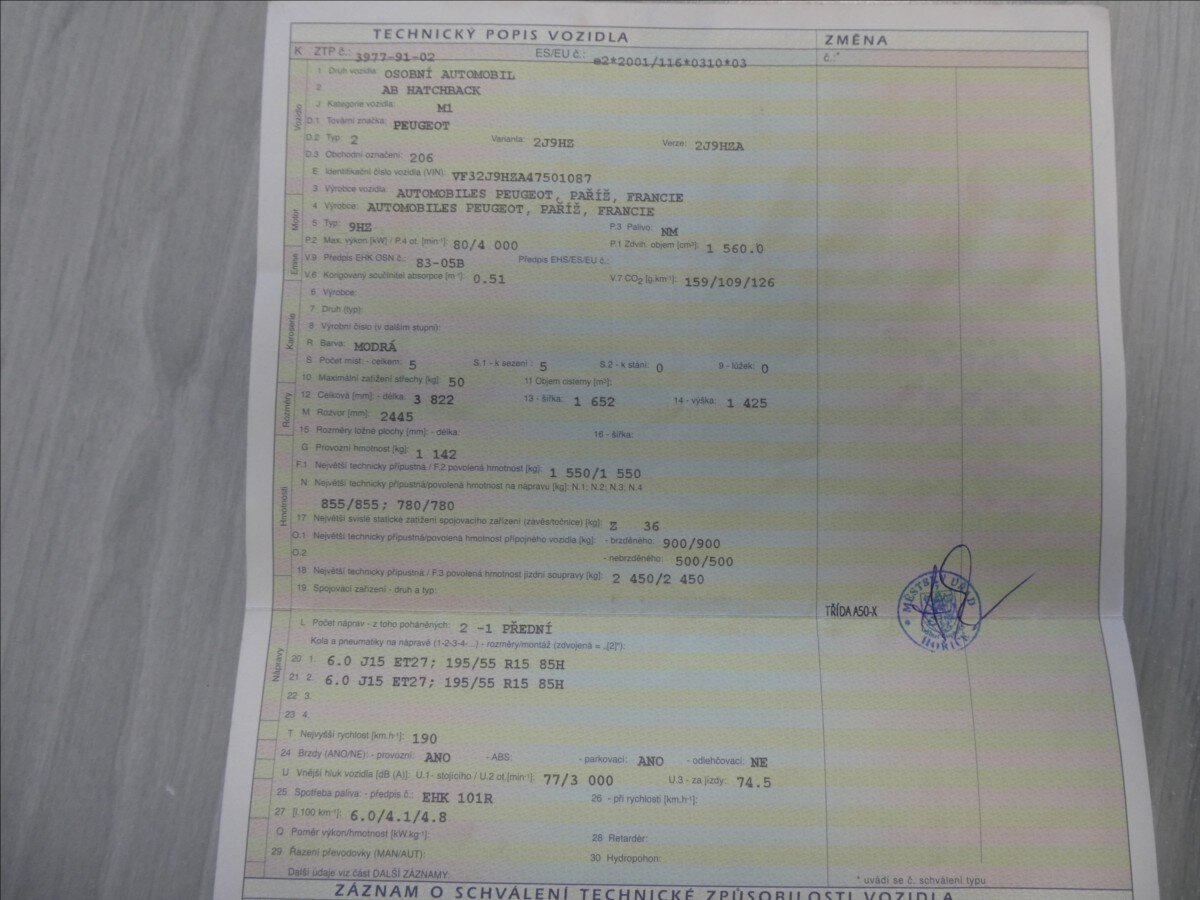 TECHNICKÝ POPIS VOZIDLA
ZMĚNA
K ZTP č.: 3977-91-02 ES/EU č.: e2*2001/116*0310*03 č.:*
Vozidlo
1 Druh vozidla: OSOBNÍ AUTOMOBIL
2 AB HATCHBACK
J Kategorie vozidla: M1
D.1 Tovární značka: PEUGEOT
D.2 Typ: 2 Varianta: 2J9HZ Verze: 2J9HZA
D.3 Obchodní označení: 206
E Identifikační číslo vozidla (VIN): VF32J9HZA47501087
3 Výrobce vozidla: AUTOMOBILES PEUGEOT, PAŘÍŽ, FRANCIE
Motor
4 Výrobce: AUTOMOBILES PEUGEOT, PAŘÍŽ, FRANCIE
5 Typ: 9HZ P.3 Palivo: NM
P.2 Max. výkon [kW] / P.4 ot. [min⁻¹]: 80/4 000 P.1 Zdvih. objem [cm³]: 1 560.0
Emise
V.9 Předpis EHK OSN č.: 83-05B Předpis EHS/ES/EU č.:
V.6 Korigovaný součinitel absorpce [m⁻¹]: 0.51 V.7 CO₂ [g.km⁻¹]: 159/109/126
Karoserie
6 Výrobce:
7 Druh (typ):
8 Výrobní číslo (v dalším stupni):
R Barva: MODRÁ
S Počet míst: - celkem: 5 S.1 - k sezení : 5 S.2 - k stání: 0 9 - lůžek: 0
10 Maximální zatížení střechy [kg]: 50 11 Objem cisterny [m³]:
Rozměry
12 Celková [mm]: - délka: 3 822 13 - šířka: 1 652 14 - výška: 1 425
M Rozvor [mm]: 2445
15 Rozměry ložné plochy [mm]: - délka: 16 - šířka:
Hmotnosti
G Provozní hmotnost [kg]: 1 142
F.1 Největší technicky přípustná / F.2 povolená hmotnost [kg]: 1 550/1 550
N Největší technicky přípustná/povolená hmotnost na nápravu [kg]: N.1; N.2; N.3; N.4
855/855; 780/780
17 Největší svislé statické zatížení spojovacího zařízení (závěs/točnice) [kg]: Z 36
O.1 Největší technicky přípustná/povolená hmotnost přípojného vozidla [kg]: - brzděného: 900/900
O.2 - nebrzděného: 500/500
18 Největší technicky přípustná / F.3 povolená hmotnost jízdní soupravy [kg]: 2 450/2 450
19 Spojovací zařízení - druh a typ:
TŘÍDA A50-X
MĚSTSKÝ ÚŘAD
HOŘICE
Nápravy
L Počet náprav - z toho poháněných: 2 -1 PŘEDNÍ
Kola a pneumatiky na nápravě (1-2-3-4-...) - rozměry/montáž (zdvojená = „[2]"):
20 1. 6.0 J15 ET27; 195/55 R15 85H
21 2. 6.0 J15 ET27; 195/55 R15 85H
22 3.
23 4.
T Nejvyšší rychlost [km.h⁻¹]: 190
24 Brzdy (ANO/NE): - provozní: ANO - ABS: - parkovací: ANO - odlehčovací: NE
U Vnější hluk vozidla [dB (A)]: U.1- stojícího / U.2 ot.[min⁻¹]: 77/3 000 U.3 - za jízdy: 74.5
25 Spotřeba paliva: - předpis č.: EHK 101R 26 - při rychlosti [km.h⁻¹]:
27 [l.100 km⁻¹]: 6.0/4.1/4.8
Q Poměr výkon/hmotnost [kW.kg⁻¹]: 28 Retardér:
29 Řazení převodovky (MAN/AUT): 30 Hydropohon:
Další údaje viz část DALŠÍ ZÁZNAMY: * uvádí se č. schválení typu
ZÁZNAM O SCHVÁLENÍ TECHNICKÉ ZPŮSOBILOSTI VOZIDLA